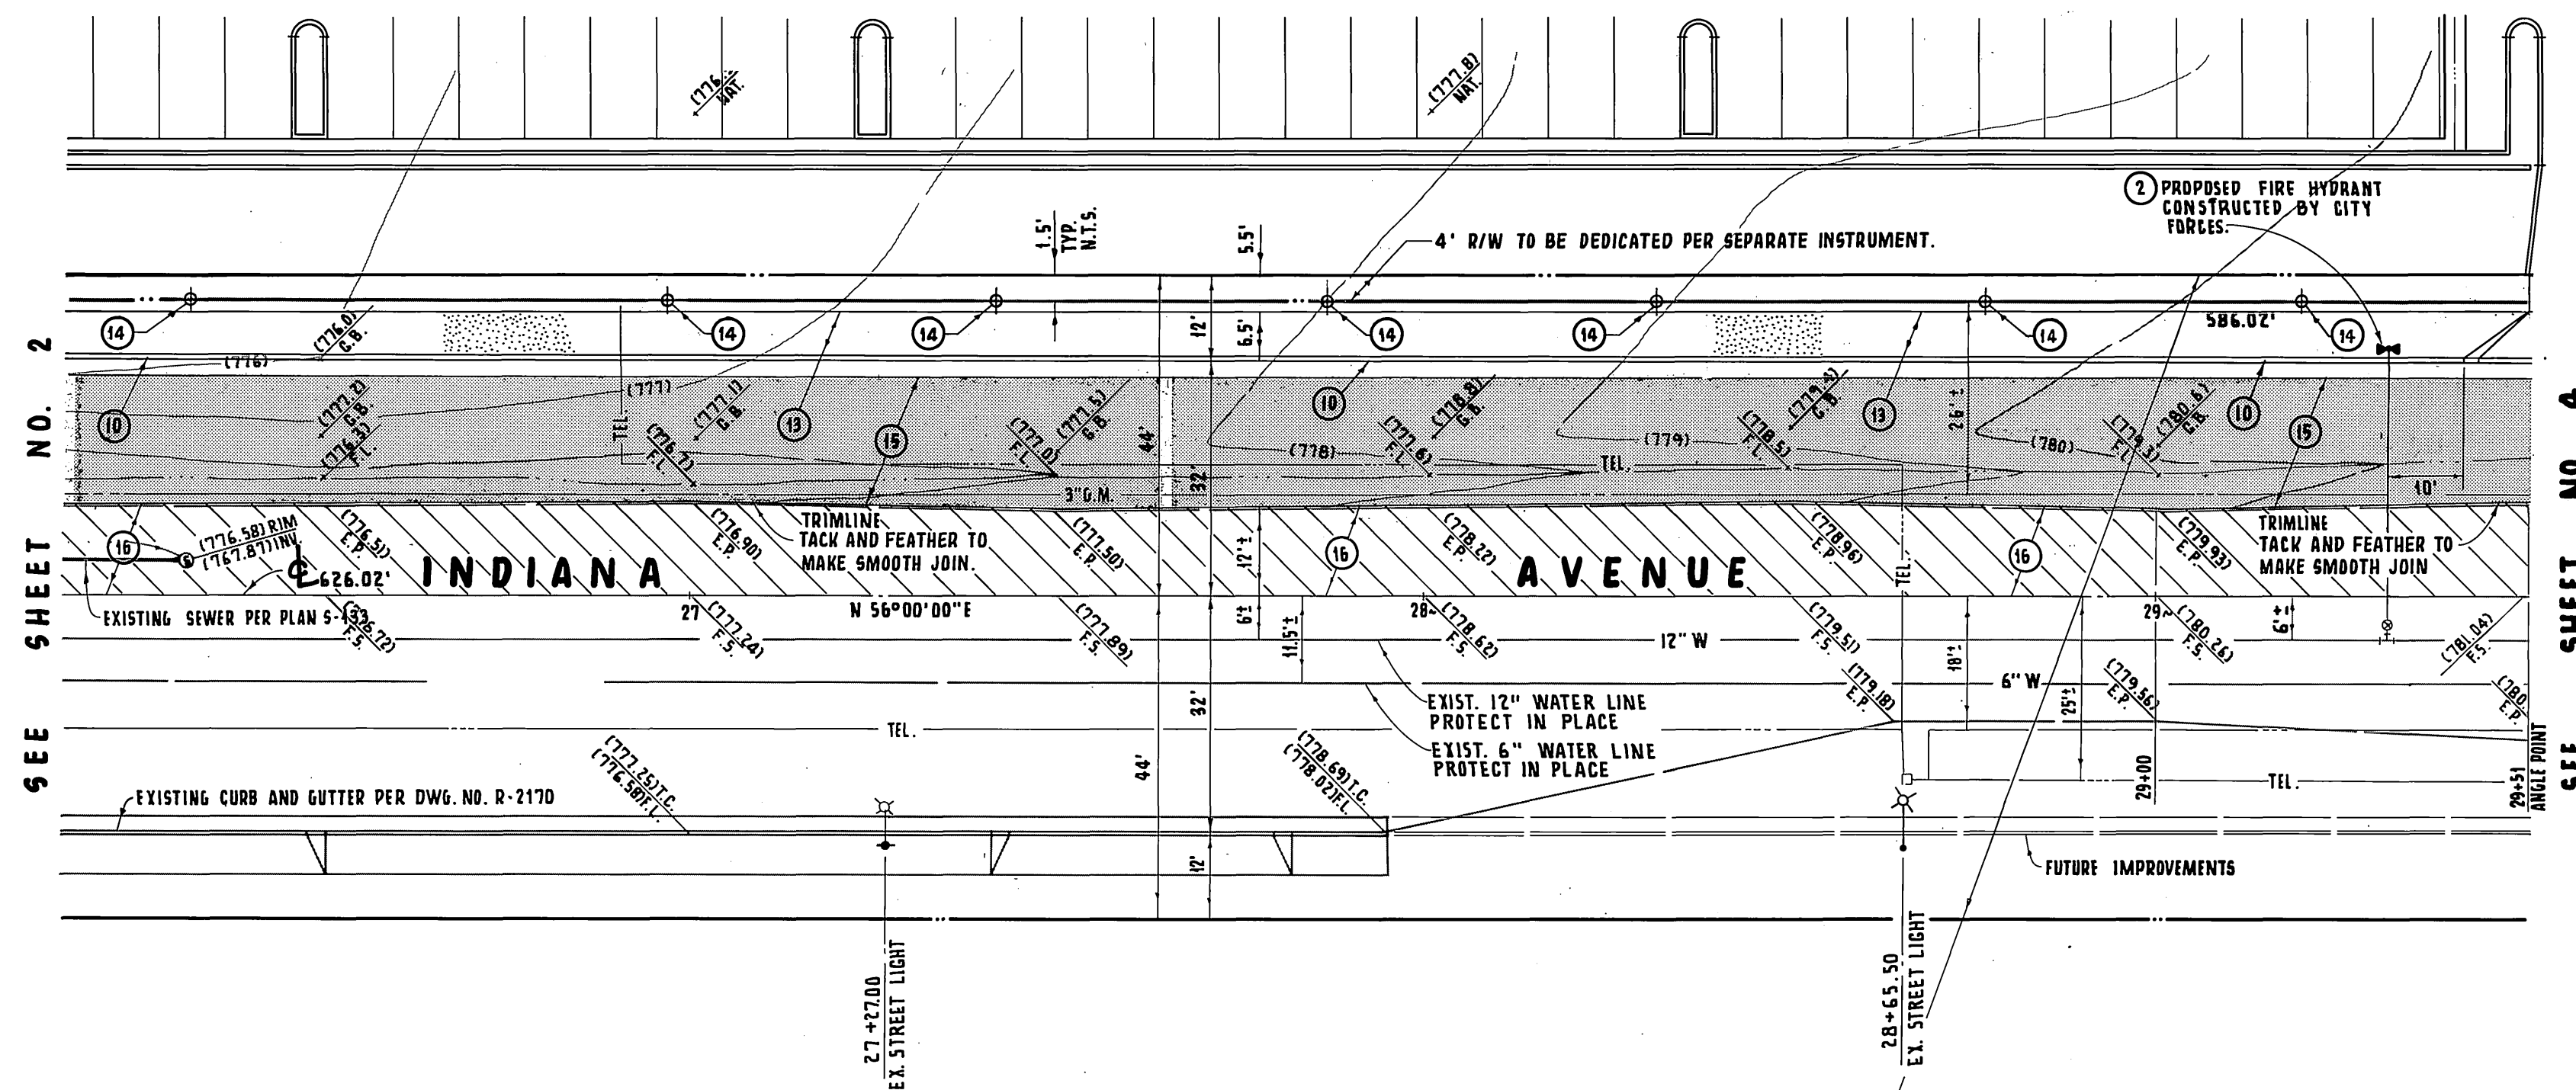 (777.8)
NAT.
NAT.
2 PROPOSED FIRE HYDRANT
CONSTRUCTED BY CITY
FORCES.
1.5'
TYP.
N.T.S.
5.5'
4' R/W TO BE DEDICATED PER SEPARATE INSTRUMENT.
586.02'
14
14
14
14
14
14
14
12'
6.5'
(776.0)
G.B.
(776)
(777)
TEL.
(777.2)
G.B.
(776.3)
F.L.
(777.1)
G.B.
(776.7)
F.L.
(777.0)
F.L.
(777.5)
G.B.
(778.8)
G.B.
(777.6)
F.L.
(779.4)
G.B.
(778.5)
F.L.
(780.6)
G.B.
(779.3)
F.L.
10
13
15
10
13
10
15
44'
32'
26'±
(778)
(779)
(780)
TEL.
3" G.M.
10'
TRIMLINE
TACK AND FEATHER TO
MAKE SMOOTH JOIN.
TRIMLINE
TACK AND FEATHER TO
MAKE SMOOTH JOIN
16
16
16
S
(776.58) RIM
(767.87) INV.
(776.51)
E.P.
(776.90)
E.P.
(777.50)
E.P.
(778.22)
E.P.
(778.96)
E.P.
(779.93)
E.P.
12'±
TEL.
℄ 626.02'
INDIANA AVENUE
EXISTING SEWER PER PLAN
F.S.
27
(777.24)
F.S.
N 56°00'00"E
(777.89)
F.S.
28
(778.62)
F.S.
(779.51)
F.S.
29
(780.26)
F.S.
(781.04)
F.S.
6'±
11.5'±
6'±
12" W
18'±
25'±
6" W
(779.18)
E.P.
(779.56)
E.P.
(780.
E.P.
EXIST. 12" WATER LINE
PROTECT IN PLACE
EXIST. 6" WATER LINE
PROTECT IN PLACE
TEL.
32'
44'
12'
(777.25) T.C.
(776.58) F.L.
(778.69) T.C.
(778.02) F.L.
29+00
TEL.
29+51
ANGLE POINT
EXISTING CURB AND GUTTER PER DWG. NO. R-2170
FUTURE IMPROVEMENTS
27+27.00
EX. STREET LIGHT
28+65.50
EX. STREET LIGHT
SEE SHEET NO. 2
SEE SHEET NO 4